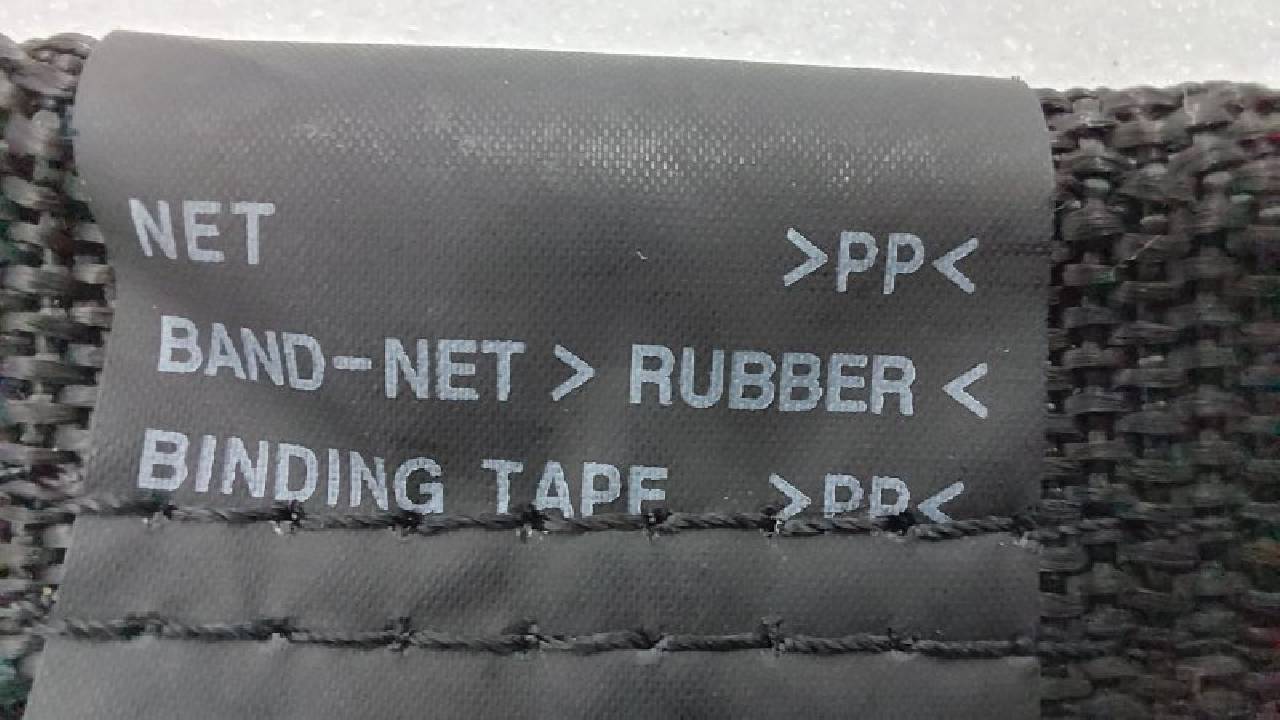 NET >PP<
BAND-NET > RUBBER <
BINDING TAPE >PP<